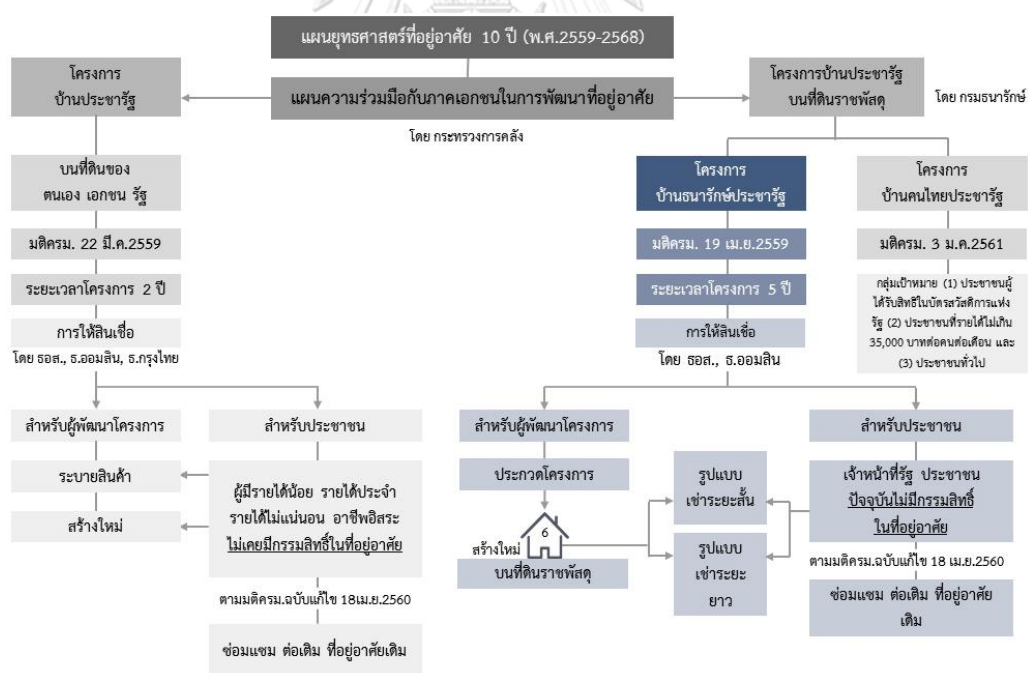 แผนยุทธศาสตร์ที่อยู่อาศัย 10 ปี (พ.ศ.2559-2568)
แผนความร่วมมือกับภาคเอกชนในการพัฒนาที่อยู่อาศัย
โดย กระทรวงการคลัง
โครงการ
บ้านประชารัฐ
บนที่ดินของ
ตนเอง เอกชน รัฐ
มติครม. 22 มี.ค.2559
ระยะเวลาโครงการ 2 ปี
การให้สินเชื่อ
โดย ธอส., ธ.ออมสิน, ธ.กรุงไทย
สำหรับผู้พัฒนาโครงการ
ระบายสินค้า
สร้างใหม่
สำหรับประชาชน
ผู้มีรายได้น้อย รายได้ประจำ
รายได้ไม่แน่นอน อาชีพอิสระ
ไม่เคยมีกรรมสิทธิ์ในที่อยู่อาศัย
ตามมติครม.ฉบับแก้ไข 18เม.ย.2560
ซ่อมแซม ต่อเติม ที่อยู่อาศัยเดิม
โครงการบ้านประชารัฐ
บนที่ดินราชพัสดุ
โดย กรมธนารักษ์
โครงการ
บ้านธนารักษ์ประชารัฐ
มติครม. 19 เม.ย.2559
ระยะเวลาโครงการ 5 ปี
การให้สินเชื่อ
โดย ธอส., ธ.ออมสิน
สำหรับผู้พัฒนาโครงการ
ประกวดโครงการ
6
สร้างใหม่
บนที่ดินราชพัสดุ
รูปแบบ
เช่าระยะสั้น
รูปแบบ
เช่าระยะ
ยาว
สำหรับประชาชน
เจ้าหน้าที่รัฐ ประชาชน
ปัจจุบันไม่มีกรรมสิทธิ์
ในที่อยู่อาศัย
ตามมติครม.ฉบับแก้ไข 18 เม.ย.2560
ซ่อมแซม ต่อเติม ที่อยู่อาศัย
เดิม
โครงการ
บ้านคนไทยประชารัฐ
มติครม. 3 ม.ค.2561
กลุ่มเป้าหมาย (1) ประชาชนผู้
ได้รับสิทธิในบัตรสวัสดิการแห่ง
รัฐ (2) ประชาชนที่รายได้ไม่เกิน
35,000 บาทต่อคนต่อเดือน และ
(3) ประชาชนทั่วไป